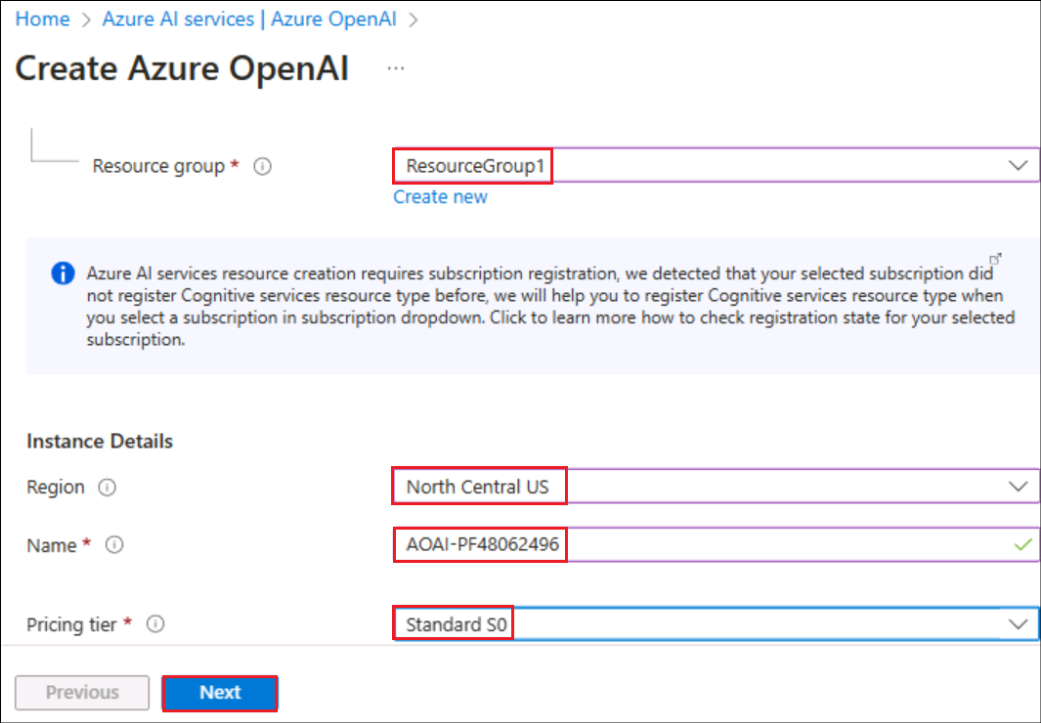 Home > Azure AI services | Azure OpenAI >
Create Azure OpenAI ...
Resource group * ResourceGroup1
Create new
Azure AI services resource creation requires subscription registration, we detected that your selected subscription did
not register Cognitive services resource type before, we will help you to register Cognitive services resource type when
you select a subscription in subscription dropdown. Click to learn more how to check registration state for your selected
subscription.
Instance Details
Region North Central US
Name * AOAI-PF48062496
Pricing tier * Standard S0
Previous Next